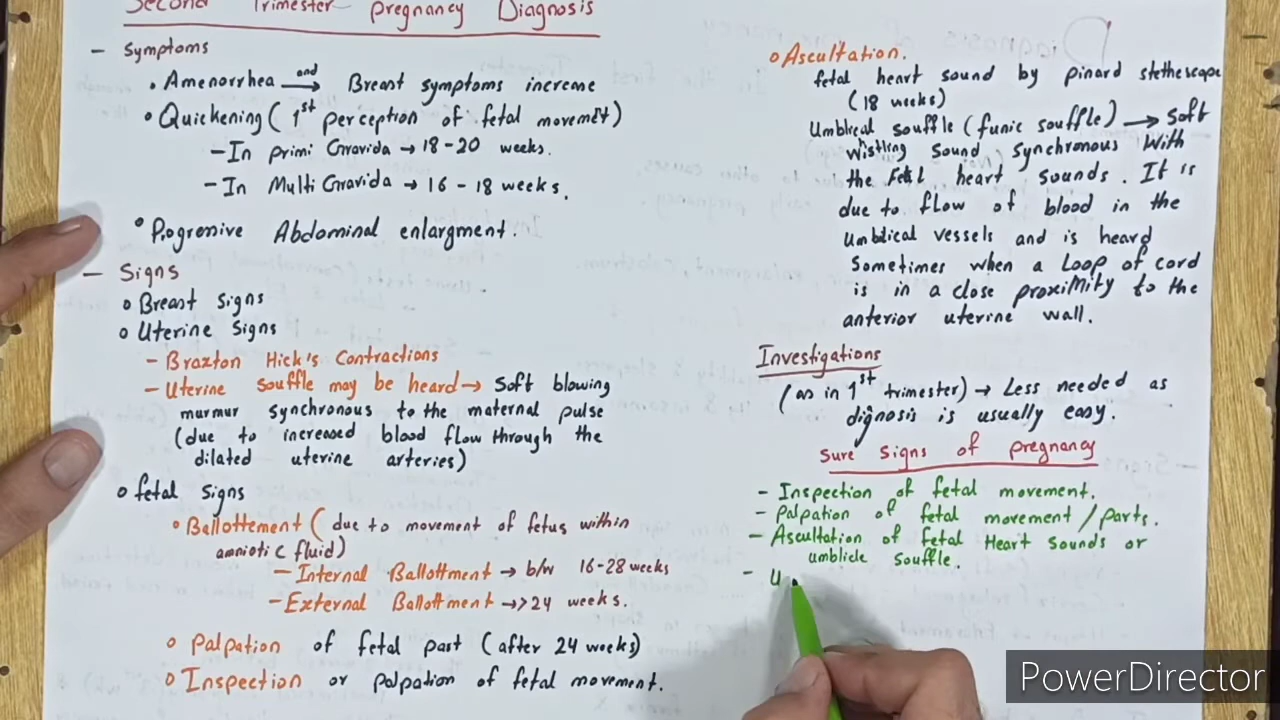 Second Trimester Pregnancy Diagnosis
- Symptoms
• Amenorrhea and → Breast symptoms increase
• Quickening (1st perception of fetal movemet)
- In primi Gravida → 18-20 weeks.
- In Multi Gravida → 16-18 weeks.
• Progressive Abdominal enlargment.
- Signs
• Breast Signs
• Uterine Signs
- Braxton Hick's Contractions
- Uterine Souffle may be heard → Soft blowing
murmur synchronous to the maternal pulse
(due to increased blood flow through the
dilated uterine arteries)
• fetal Signs
• Ballottement (due to movement of fetus within
amniotic fluid)
- Internal Ballottment → b/w 16-28 weeks
- External Ballottment → >24 weeks.
• Palpation of fetal past (after 24 weeks)
• Inspection or palpation of fetal movement.
• Ascultation.
fetal heart sound by pinard stethescope
(18 weeks)
Umblical souffle (funic souffle) → Soft
wistling sound synchronous with
the fetal heart sounds. It is
due to flow of blood in the
umblical vessels and is heard
Sometimes when a Loop of cord
is in a close proximity to the
anterior uterine wall.
Investigations
(as in 1st trimester) → Less needed as
dignosis is usually easy.
Sure Signs of pregnancy
- Inspection of fetal movement.
- Palpation of fetal movement / parts.
- Ascultation of fetal Heart sounds or
umblicle souffle.
- U
PowerDirector